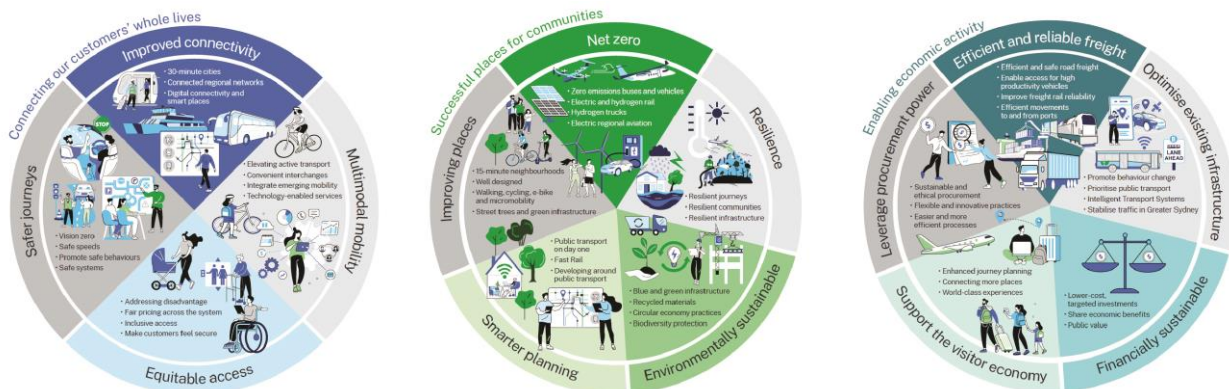 Connecting our customers' whole lives
Improved connectivity
• 30-minute cities
• Connected regional networks
• Digital connectivity and
smart places
Multimodal mobility
• Elevating active transport
• Convenient interchanges
• Integrate emerging mobility
• Technology-enabled services
Equitable access
• Addressing disadvantage
• Fair pricing across the system
• Inclusive access
• Make customers feel secure
Safer journeys
STOP
• Vision zero
• Safe speeds
• Promote safe behaviours
• Safe systems
Successful places for communities
Net zero
• Zero emissions buses and vehicles
• Electric and hydrogen rail
• Hydrogen trucks
• Electric regional aviation
Resilience
• Resilient journeys
• Resilient communities
• Resilient infrastructure
Environmentally sustainable
• Blue and green infrastructure
• Recycled materials
• Circular economy practices
• Biodiversity protection
Smarter planning
• Public transport
on day one
• Fast Rail
• Developing around
public transport
Improving places
• 15-minute neighbourhoods
• Well designed
• Walking, cycling, e-bike
and micromobility
• Street trees and green infrastructure
Enabling economic activity
Efficient and reliable freight
• Efficient and safe road freight
• Enable access for high
productivity vehicles
• Improve freight rail reliability
• Efficient movements
to and from ports
Optimise existing infrastructure
LANE
AHEAD
• Promote behaviour change
• Prioritise public transport
• Intelligent Transport Systems
• Stabilise traffic in Greater Sydney
Financially sustainable
• Lower-cost,
targeted investments
• Share economic benefits
• Public value
Support the visitor economy
• Enhanced journey planning
• Connecting more places
• World-class experiences
Leverage procurement power
• Sustainable and
ethical procurement
• Flexible and innovative practices
• Easier and more
efficient processes